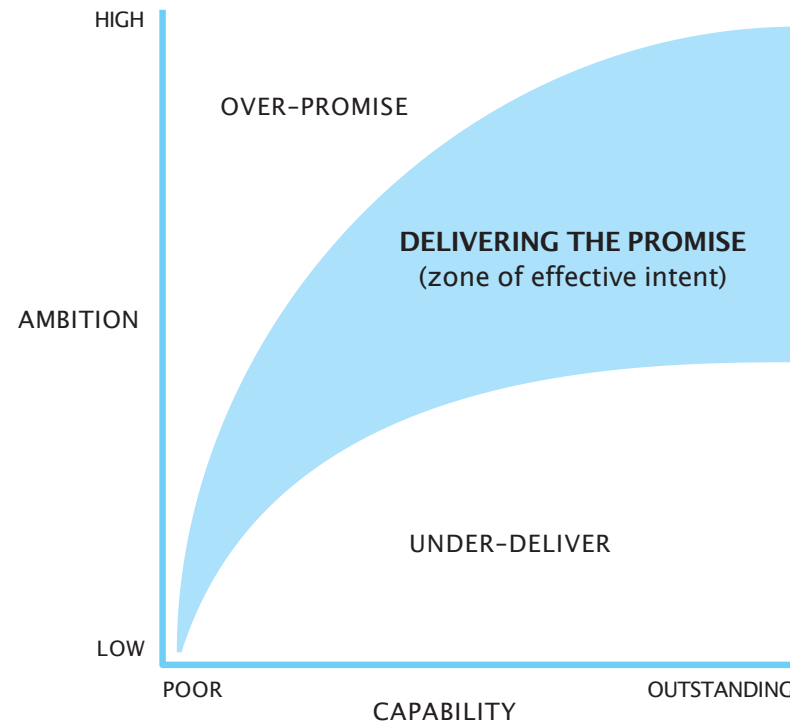 HIGH
OVER-PROMISE
DELIVERING THE PROMISE
(zone of effective intent)
AMBITION
UNDER-DELIVER
LOW
POOR
OUTSTANDING
CAPABILITY